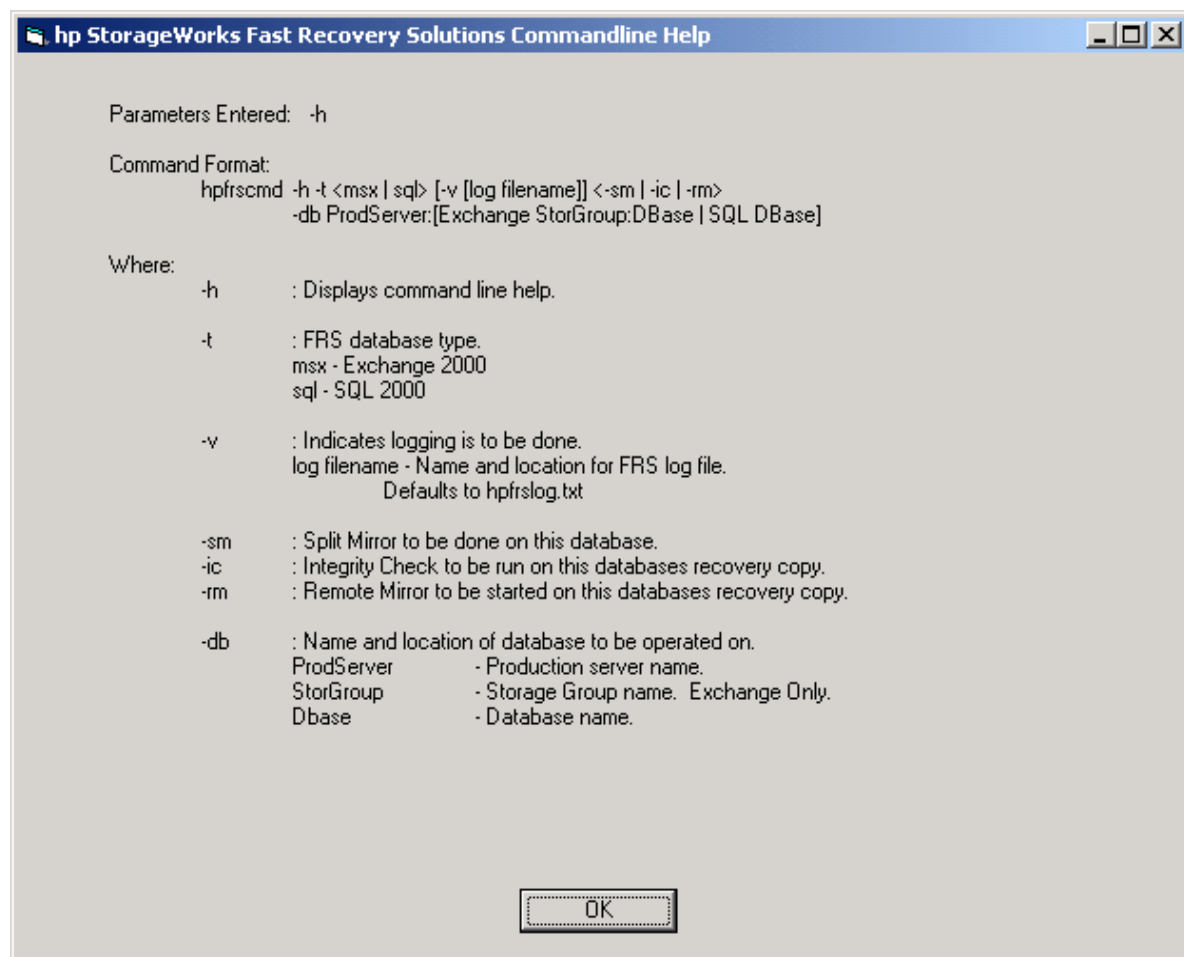 hp StorageWorks Fast Recovery Solutions Commandline Help
Parameters Entered: -h
Command Format:
hpfrscmd -h -t <msx | sql> [-v [log filename]] <-sm | -ic | -rm>
-db ProdServer:[Exchange StorGroup:DBase | SQL DBase]
Where:
-h : Displays command line help.
-t : FRS database type.
msx - Exchange 2000
sql - SQL 2000
-v : Indicates logging is to be done.
log filename - Name and location for FRS log file.
Defaults to hpfrslog.txt
-sm : Split Mirror to be done on this database.
-ic : Integrity Check to be run on this databases recovery copy.
-rm : Remote Mirror to be started on this databases recovery copy.
-db : Name and location of database to be operated on.
ProdServer - Production server name.
StorGroup - Storage Group name. Exchange Only.
Dbase - Database name.
OK